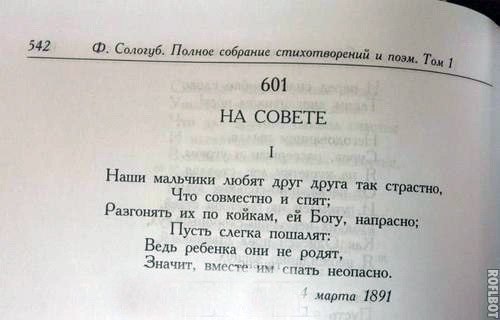 542 Ф. Сологуб. Полное собрание стихотворений и поэм. Том 1
601
НА СОВЕТЕ
I
Наши мальчики любят друг друга так страстно,
Что совместно и спят;
Разгонять их по койкам, ей Богу, напрасно;
Пусть слегка пошалят:
Ведь ребенка они не родят,
Значит, вместе им спать неопасно.
4 марта 1891
ROFLBOT